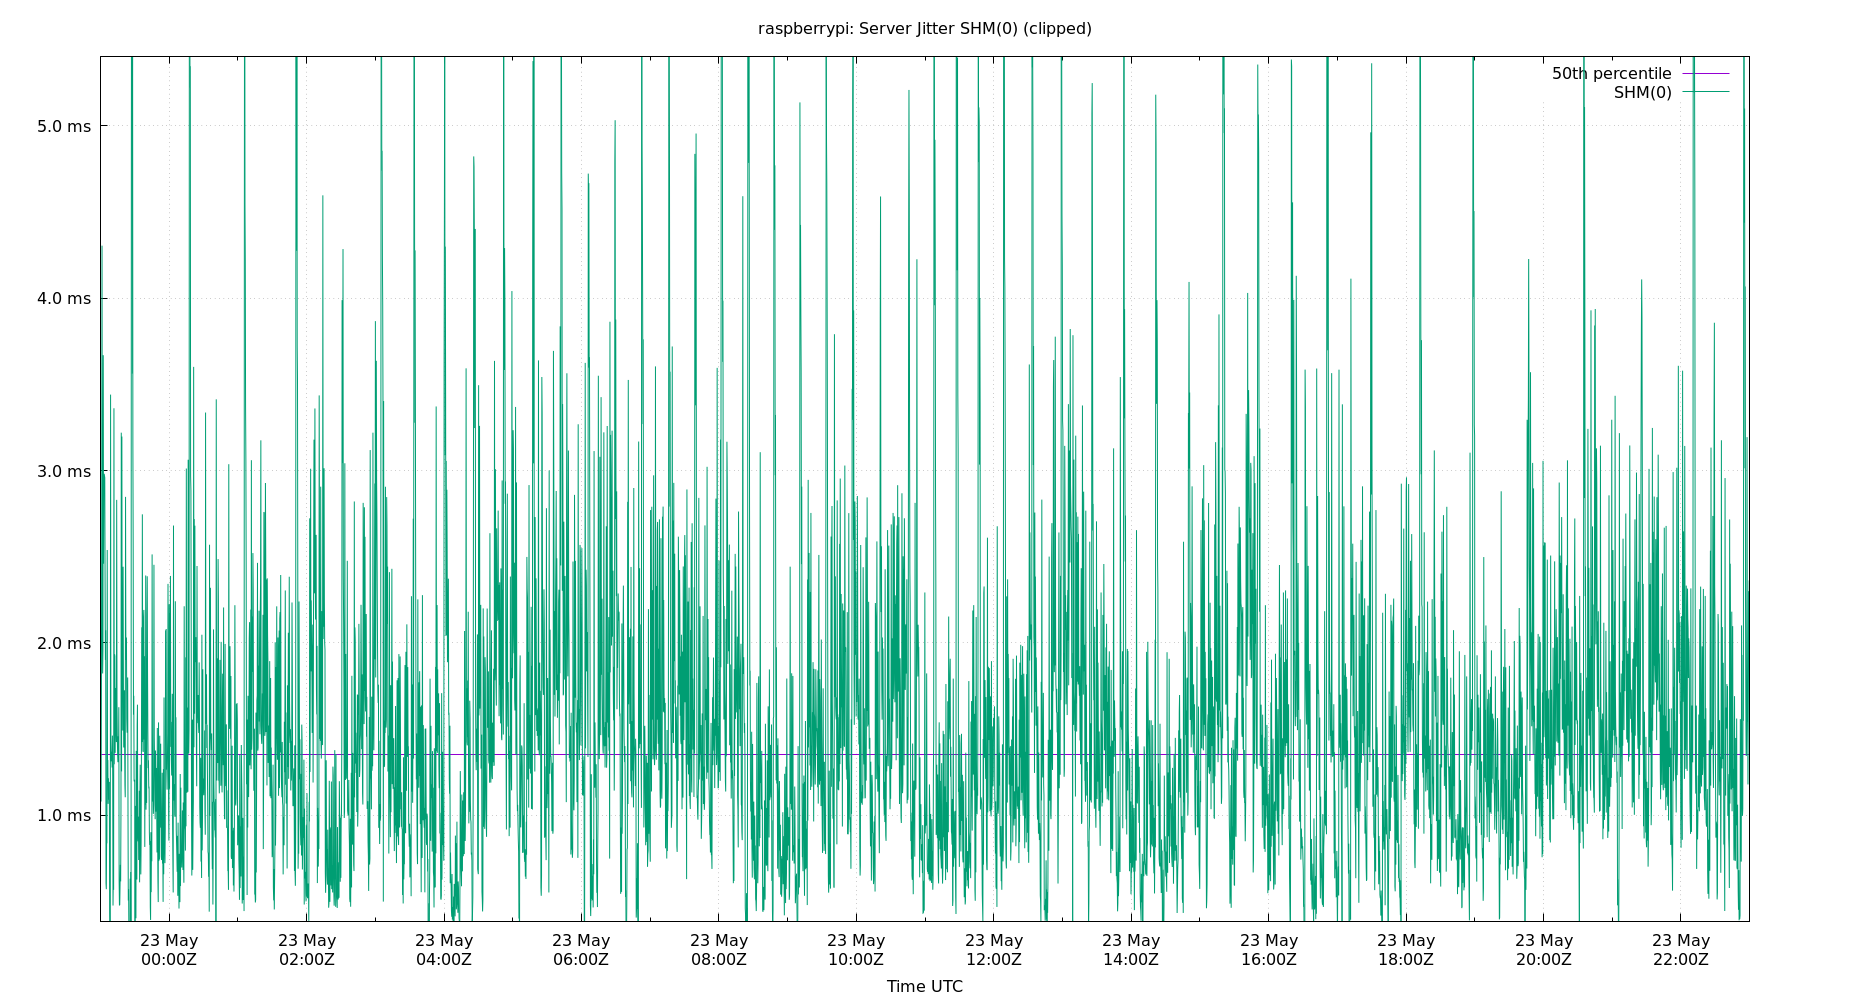 raspberrypi: Server Jitter SHM(0) (clipped)
50th percentile
SHM(0)
5.0 ms
4.0 ms
3.0 ms
2.0 ms
1.0 ms
23 May 23 May 23 May 23 May 23 May 23 May 23 May 23 May 23 May 23 May 23 May 23 May
00:00Z 02:00Z 04:00Z 06:00Z 08:00Z 10:00Z 12:00Z 14:00Z 16:00Z 18:00Z 20:00Z 22:00Z
Time UTC